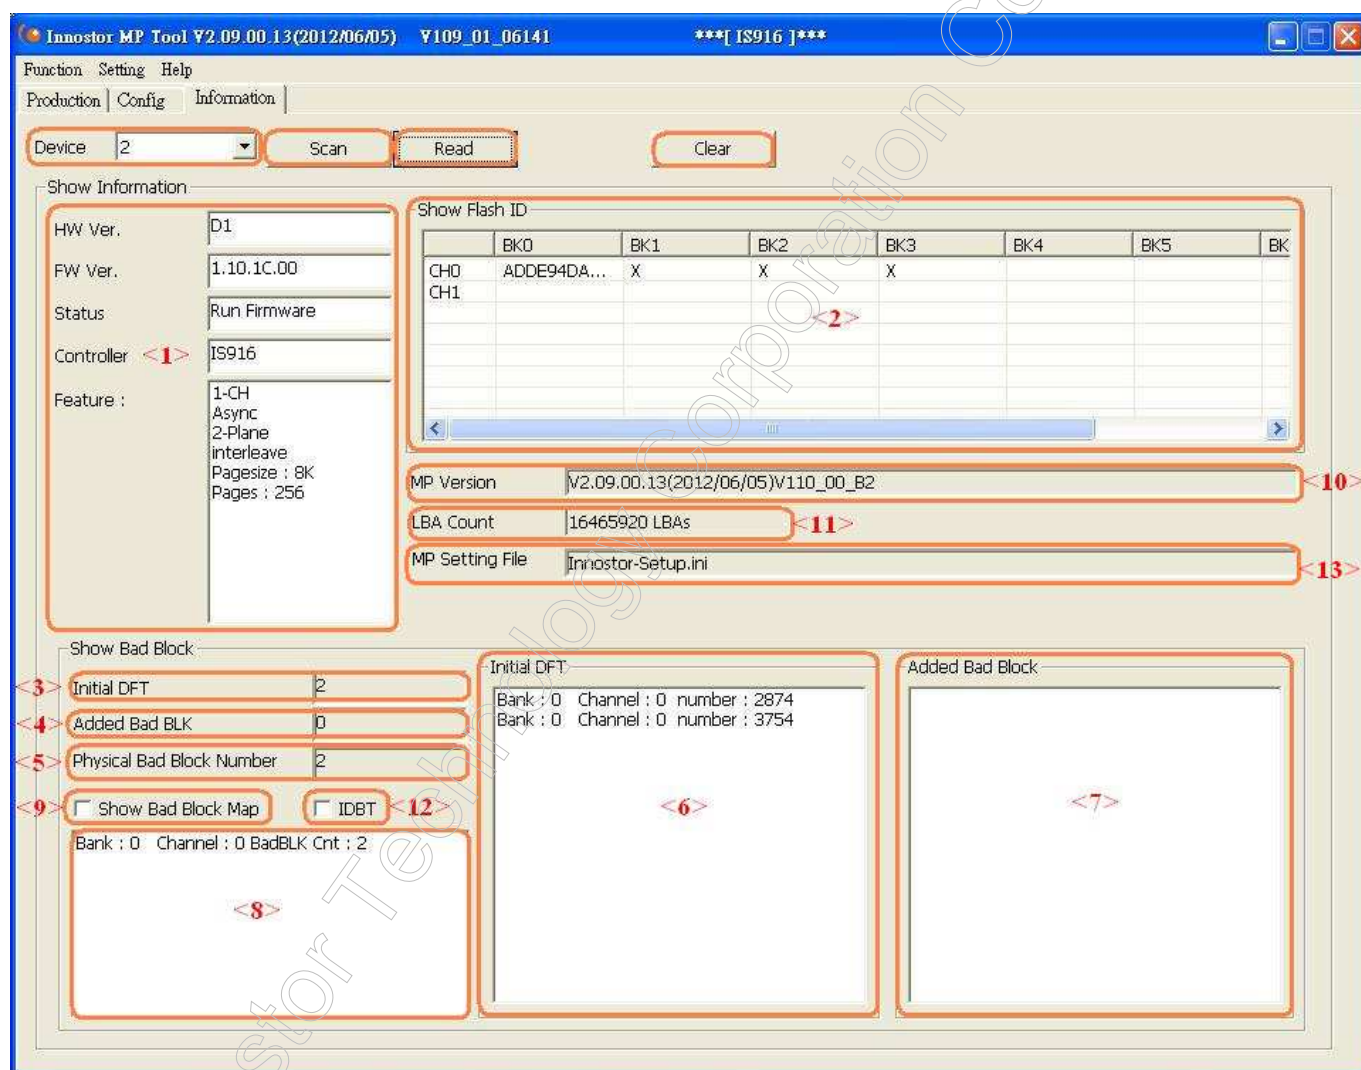 Innostor MP Tool V2.09.00.13(2012/06/05) V109_01_06141 ***[ IS916 ]***
Function Setting Help
Production Config Information
Device 2 Scan Read Clear
Show Information
HW Ver. D1
FW Ver. 1.10.1C.00
Status Run Firmware
Controller <1> IS916
Feature :
1-CH
Async
2-Plane
interleave
Pagesize : 8K
Pages : 256
Show Flash ID
BK0 BK1 BK2 BK3 BK4 BK5 BK
CH0 ADDE94DA... X X X
CH1
<2>
MP Version V2.09.00.13(2012/06/05)V110_00_B2 <10>
LBA Count 16465920 LBAs <11>
MP Setting File Innostor-Setup.ini <13>
Show Bad Block
<3> Initial DFT 2
<4> Added Bad BLK 0
<5> Physical Bad Block Number 2
<9> Show Bad Block Map IDBT <12>
Bank : 0 Channel : 0 BadBLK Cnt : 2
<8>
Initial DFT
Bank : 0 Channel : 0 number : 2874
Bank : 0 Channel : 0 number : 3754
<6>
Added Bad Block
<7>
stor Technology Corporation Co